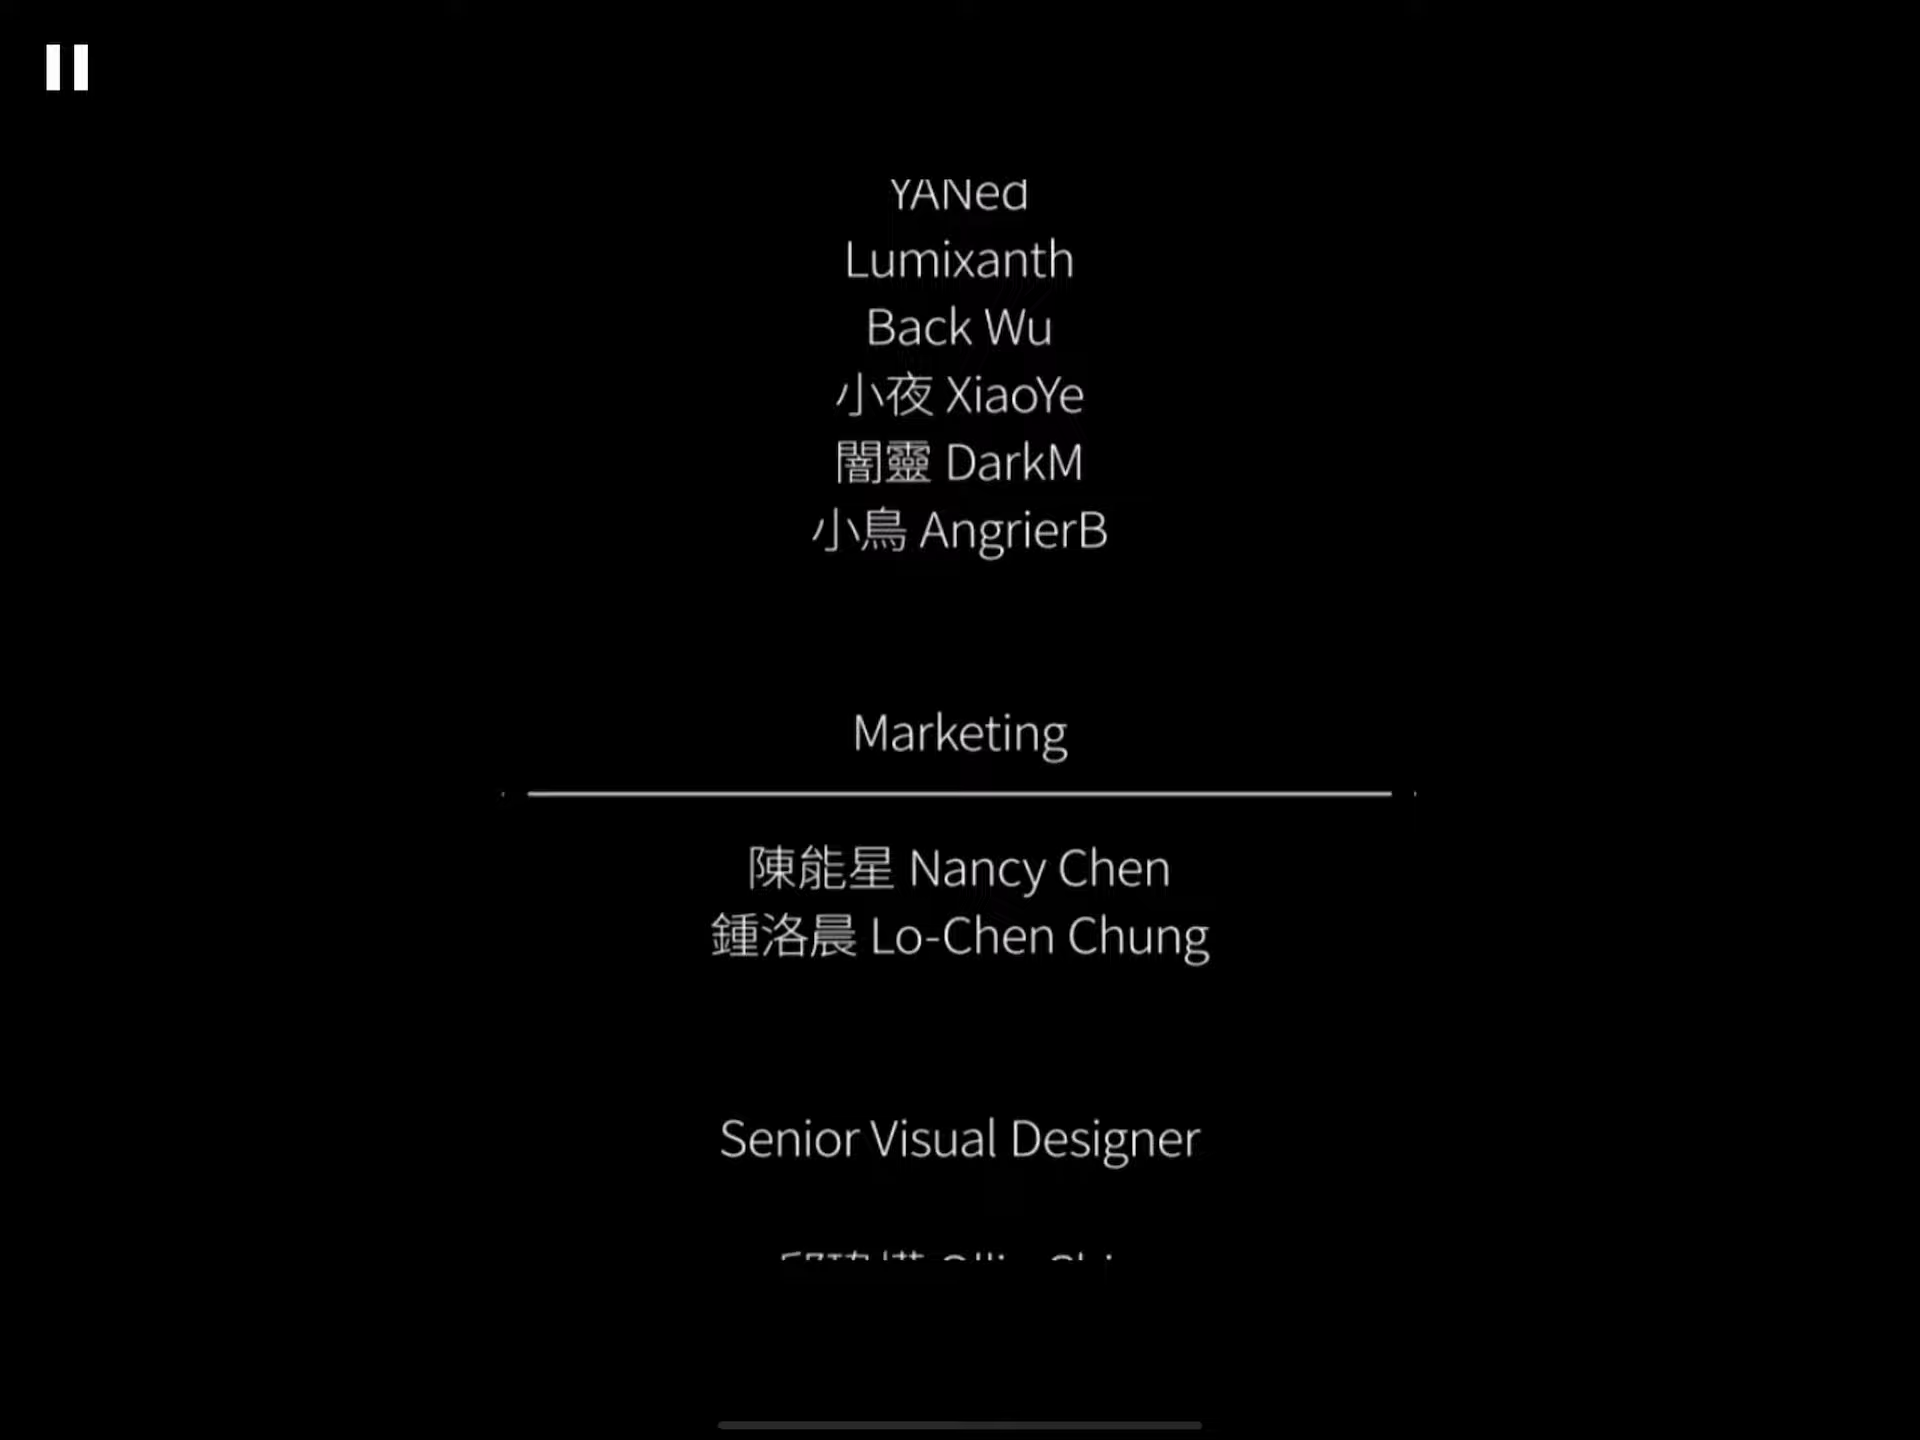 YANed
Lumixanth
Back Wu
小夜 XiaoYe
闇靈 DarkM
小鳥 AngrierB
Marketing
陳能星 Nancy Chen
鍾洛晨 Lo-Chen Chung
Senior Visual Designer